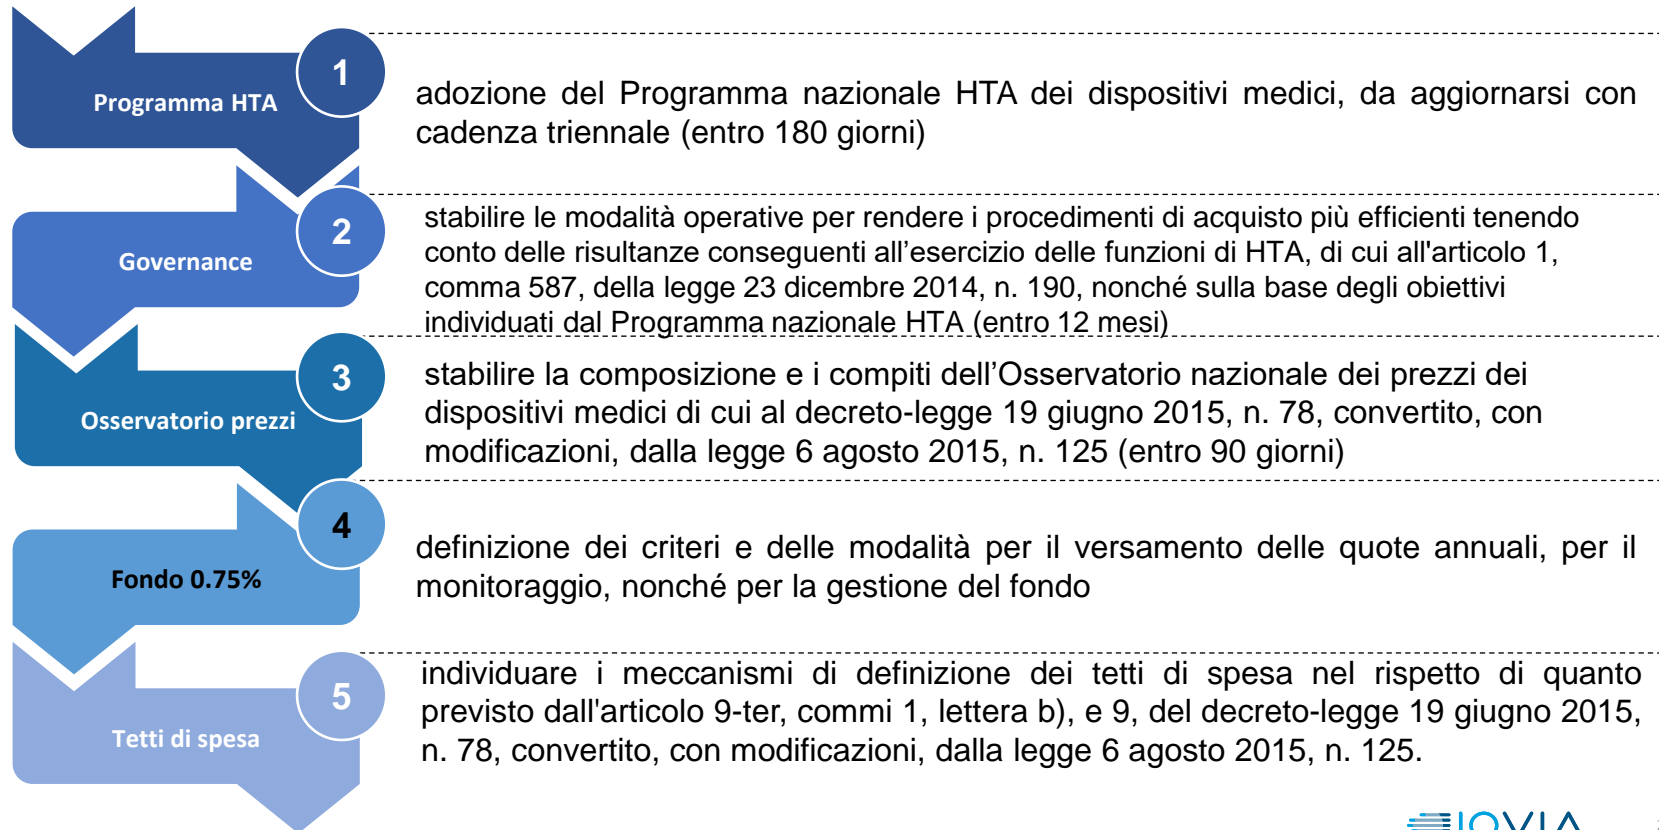 Programma HTA
1
adozione del Programma nazionale HTA dei dispositivi medici, da aggiornarsi con
cadenza triennale (entro 180 giorni)
Governance
2
stabilire le modalità operative per rendere i procedimenti di acquisto più efficienti tenendo
conto delle risultanze conseguenti all’esercizio delle funzioni di HTA, di cui all'articolo 1,
comma 587, della legge 23 dicembre 2014, n. 190, nonché sulla base degli obiettivi
individuati dal Programma nazionale HTA (entro 12 mesi)
Osservatorio prezzi
3
stabilire la composizione e i compiti dell’Osservatorio nazionale dei prezzi dei
dispositivi medici di cui al decreto-legge 19 giugno 2015, n. 78, convertito, con
modificazioni, dalla legge 6 agosto 2015, n. 125 (entro 90 giorni)
Fondo 0.75%
4
definizione dei criteri e delle modalità per il versamento delle quote annuali, per il
monitoraggio, nonché per la gestione del fondo
Tetti di spesa
5
individuare i meccanismi di definizione dei tetti di spesa nel rispetto di quanto
previsto dall'articolo 9-ter, commi 1, lettera b), e 9, del decreto-legge 19 giugno 2015,
n. 78, convertito, con modificazioni, dalla legge 6 agosto 2015, n. 125.
IQVIA